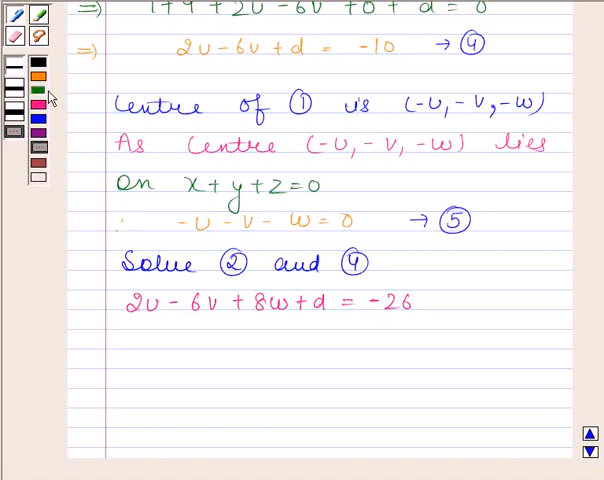 ⇒) 1 + 9 + 2u - 6v + 0 + d = 0
⇒) 2u - 6v + d = -10 → ④
Centre of ① is (-u, -v, -w)
As Centre (-u, -v, -w) lies
On x + y + z = 0
∴ -u - v - w = 0 → ⑤
Solve ② and ④
2u - 6v + 8w + d = -26